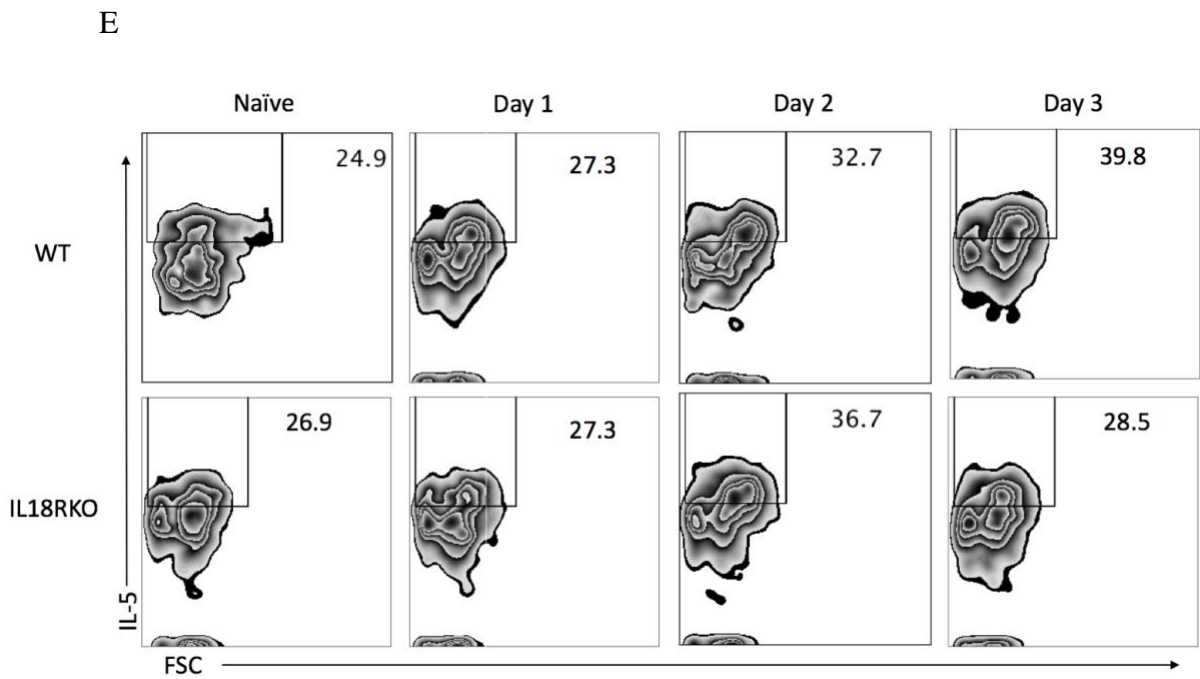 E
Naïve Day 1 Day 2 Day 3
WT
24.9 27.3 32.7 39.8
IL18RKO
26.9 27.3 36.7 28.5
IL-5
FSC